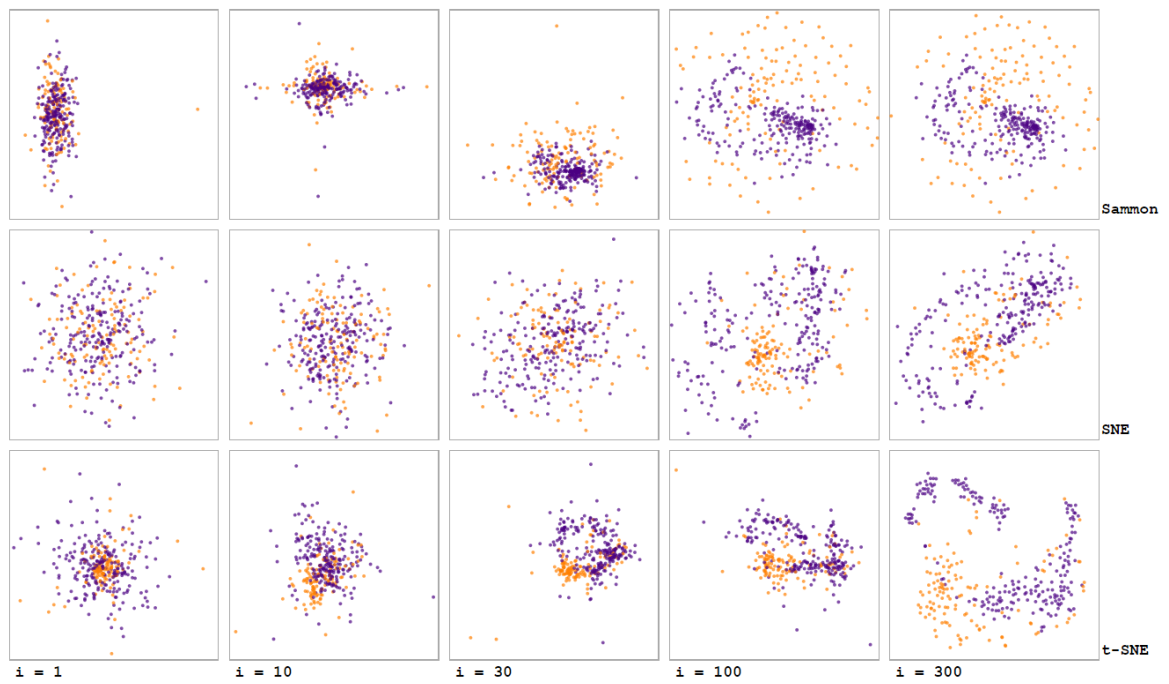 Sammon
SNE
t-SNE
i = 1 i = 10 i = 30 i = 100 i = 300